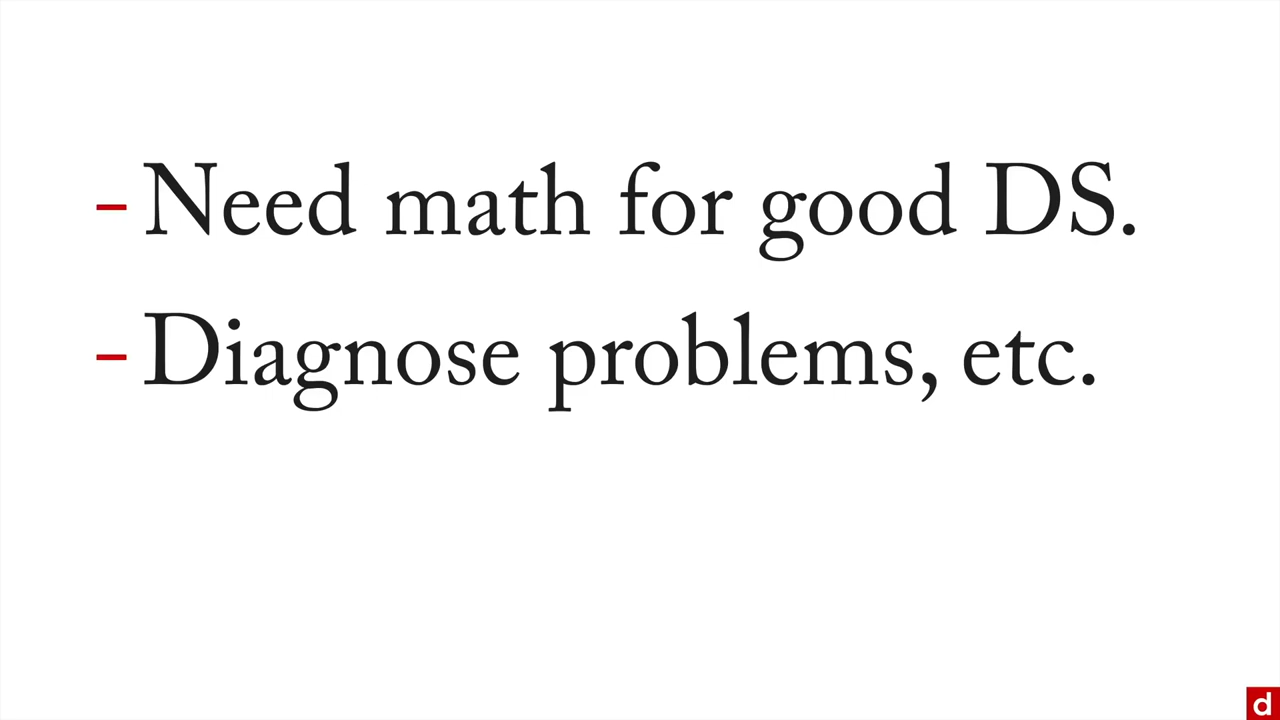 - Need math for good DS.
- Diagnose problems, etc.
d